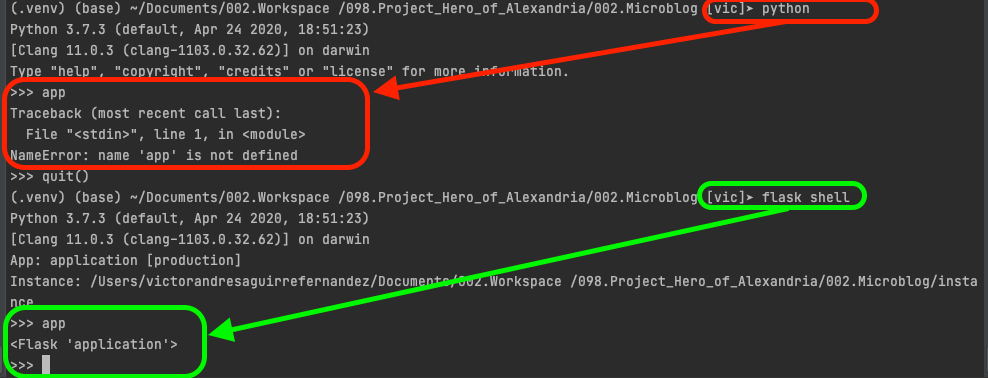 (.venv) (base) ~/Documents/002.Workspace /098.Project_Hero_of_Alexandria/002.Microblog [vic]➤ python
Python 3.7.3 (default, Apr 24 2020, 18:51:23)
[Clang 11.0.3 (clang-1103.0.32.62)] on darwin
Type "help", "copyright", "credits" or "license" for more information.
>>> app
Traceback (most recent call last):
  File "<stdin>", line 1, in <module>
NameError: name 'app' is not defined
>>> quit()
(.venv) (base) ~/Documents/002.Workspace /098.Project_Hero_of_Alexandria/002.Microblog [vic]➤ flask shell
Python 3.7.3 (default, Apr 24 2020, 18:51:23)
[Clang 11.0.3 (clang-1103.0.32.62)] on darwin
App: application [production]
Instance: /Users/victorandresaguirrefernandez/Documents/002.Workspace /098.Project_Hero_of_Alexandria/002.Microblog/insta
nce
>>> app
<Flask 'application'>
>>>